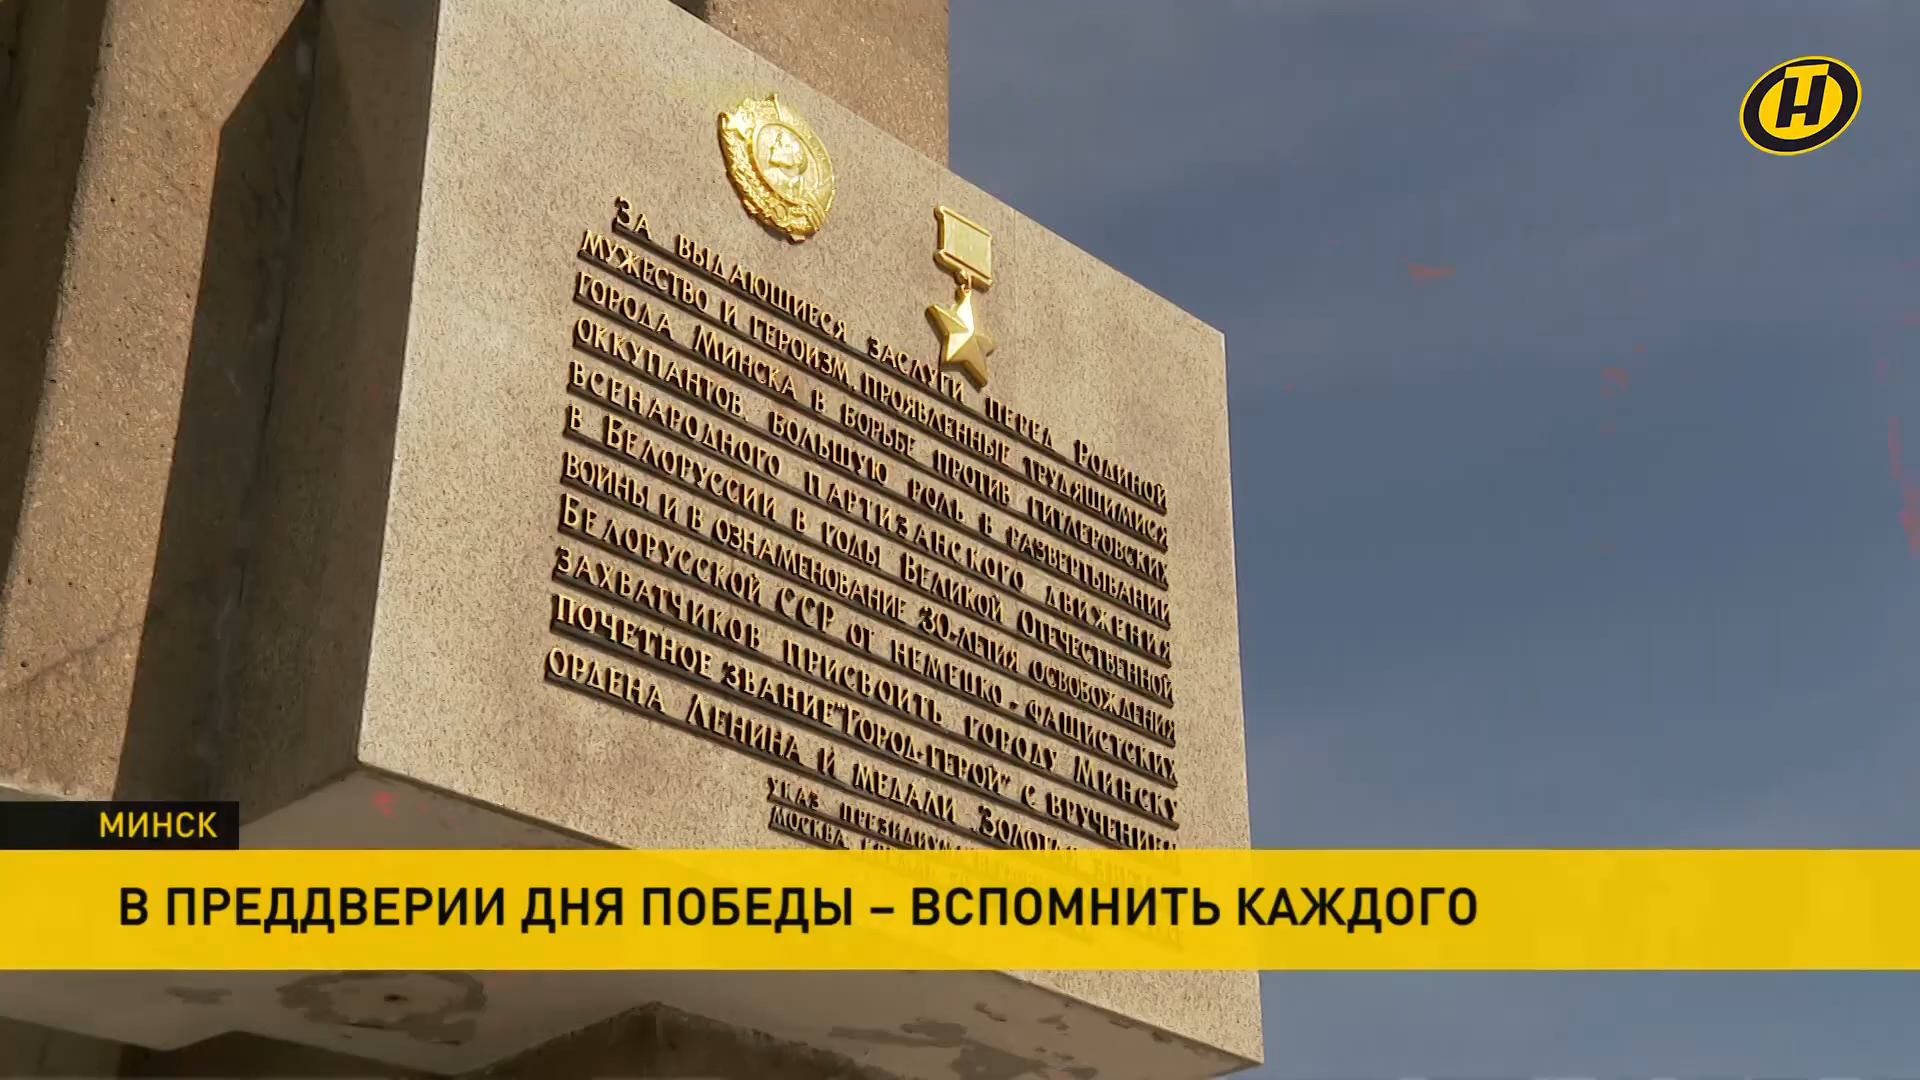 ОНТ
ЗА ВЫДАЮЩИЕСЯ ЗАСЛУГИ ПЕРЕД РОДИНОЙ
МУЖЕСТВО И ГЕРОИЗМ, ПРОЯВЛЕННЫЕ ТРУДЯЩИМИСЯ
ГОРОДА МИНСКА В БОРЬБЕ ПРОТИВ ГИТЛЕРОВСКИХ
ОККУПАНТОВ, БОЛЬШУЮ РОЛЬ В РАЗВЕРТЫВАНИИ
ВСЕНАРОДНОГО ПАРТИЗАНСКОГО ДВИЖЕНИЯ
В БЕЛОРУССИИ В ГОДЫ ВЕЛИКОЙ ОТЕЧЕСТВЕННОЙ
ВОЙНЫ И В ОЗНАМЕНОВАНИЕ 30-ЛЕТИЯ ОСВОБОЖДЕНИЯ
БЕЛОРУССКОЙ ССР ОТ НЕМЕЦКО-ФАШИСТСКИХ
ЗАХВАТЧИКОВ ПРИСВОИТЬ ГОРОДУ МИНСКУ
ПОЧЕТНОЕ ЗВАНИЕ "ГОРОД-ГЕРОЙ" С ВРУЧЕНИЕМ
ОРДЕНА ЛЕНИНА И МЕДАЛИ "ЗОЛОТАЯ
УКАЗ ПРЕЗИДИУМА
МОСКВА,
МИНСК
В ПРЕДДВЕРИИ ДНЯ ПОБЕДЫ – ВСПОМНИТЬ КАЖДОГО